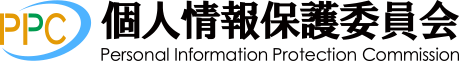 PPC 個人情報保護委員会
Personal Information Protection Commission